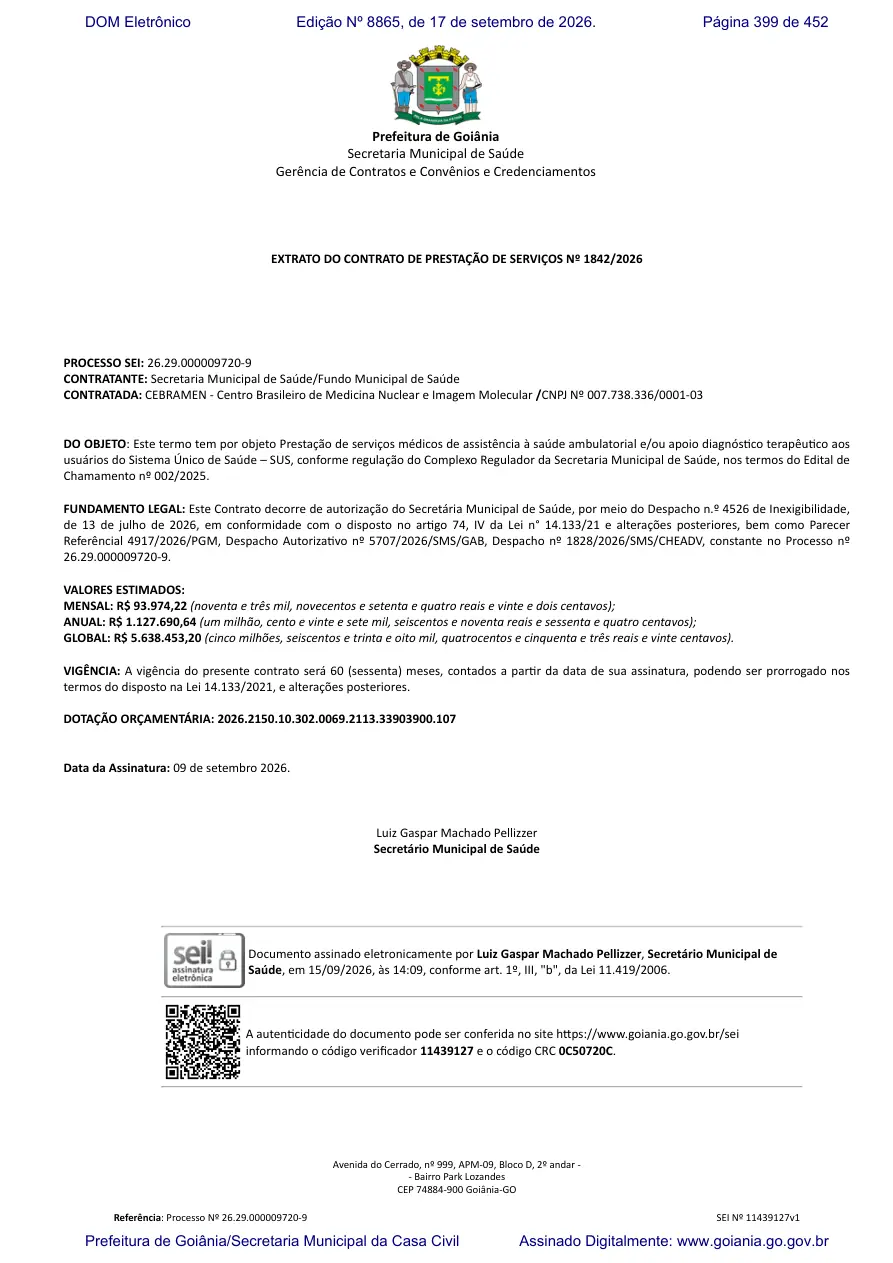 DOM Eletrônico Edição Nº 8865, de 17 de setembro de 2026. Página 399 de 452
Prefeitura de Goiânia
Secretaria Municipal de Saúde
Gerência de Contratos e Convênios e Credenciamentos
EXTRATO DO CONTRATO DE PRESTAÇÃO DE SERVIÇOS Nº 1842/2026
PROCESSO SEI: 26.29.000009720-9
CONTRATANTE: Secretaria Municipal de Saúde/Fundo Municipal de Saúde
CONTRATADA: CEBRAMEN - Centro Brasileiro de Medicina Nuclear e Imagem Molecular /CNPJ Nº 007.738.336/0001-03
DO OBJETO: Este termo tem por objeto Prestação de serviços médicos de assistência à saúde ambulatorial e/ou apoio diagnóstico terapêutico aos
usuários do Sistema Único de Saúde – SUS, conforme regulação do Complexo Regulador da Secretaria Municipal de Saúde, nos termos do Edital de
Chamamento nº 002/2025.
FUNDAMENTO LEGAL: Este Contrato decorre de autorização do Secretária Municipal de Saúde, por meio do Despacho n.º 4526 de Inexigibilidade,
de 13 de julho de 2026, em conformidade com o disposto no artigo 74, IV da Lei n° 14.133/21 e alterações posteriores, bem como Parecer
Referêncial 4917/2026/PGM, Despacho Autorizativo nº 5707/2026/SMS/GAB, Despacho nº 1828/2026/SMS/CHEADV, constante no Processo nº
26.29.000009720-9.
VALORES ESTIMADOS:
MENSAL: R$ 93.974,22 (noventa e três mil, novecentos e setenta e quatro reais e vinte e dois centavos);
ANUAL: R$ 1.127.690,64 (um milhão, cento e vinte e sete mil, seiscentos e noventa reais e sessenta e quatro centavos);
GLOBAL: R$ 5.638.453,20 (cinco milhões, seiscentos e trinta e oito mil, quatrocentos e cinquenta e três reais e vinte centavos).
VIGÊNCIA: A vigência do presente contrato será 60 (sessenta) meses, contados a partir da data de sua assinatura, podendo ser prorrogado nos
termos do disposto na Lei 14.133/2021, e alterações posteriores.
DOTAÇÃO ORÇAMENTÁRIA: 2026.2150.10.302.0069.2113.33903900.107
Data da Assinatura: 09 de setembro 2026.
Luiz Gaspar Machado Pellizzer
Secretário Municipal de Saúde
sei!
assinatura
eletrônica
Documento assinado eletronicamente por Luiz Gaspar Machado Pellizzer, Secretário Municipal de
Saúde, em 15/09/2026, às 14:09, conforme art. 1º, III, "b", da Lei 11.419/2006.
A autenticidade do documento pode ser conferida no site https://www.goiania.go.gov.br/sei
informando o código verificador 11439127 e o código CRC 0C50720C.
Avenida do Cerrado, nº 999, APM-09, Bloco D, 2º andar -
- Bairro Park Lozandes
CEP 74884-900 Goiânia-GO
Referência: Processo Nº 26.29.000009720-9 SEI Nº 11439127v1
Prefeitura de Goiânia/Secretaria Municipal da Casa Civil Assinado Digitalmente: www.goiania.go.gov.br